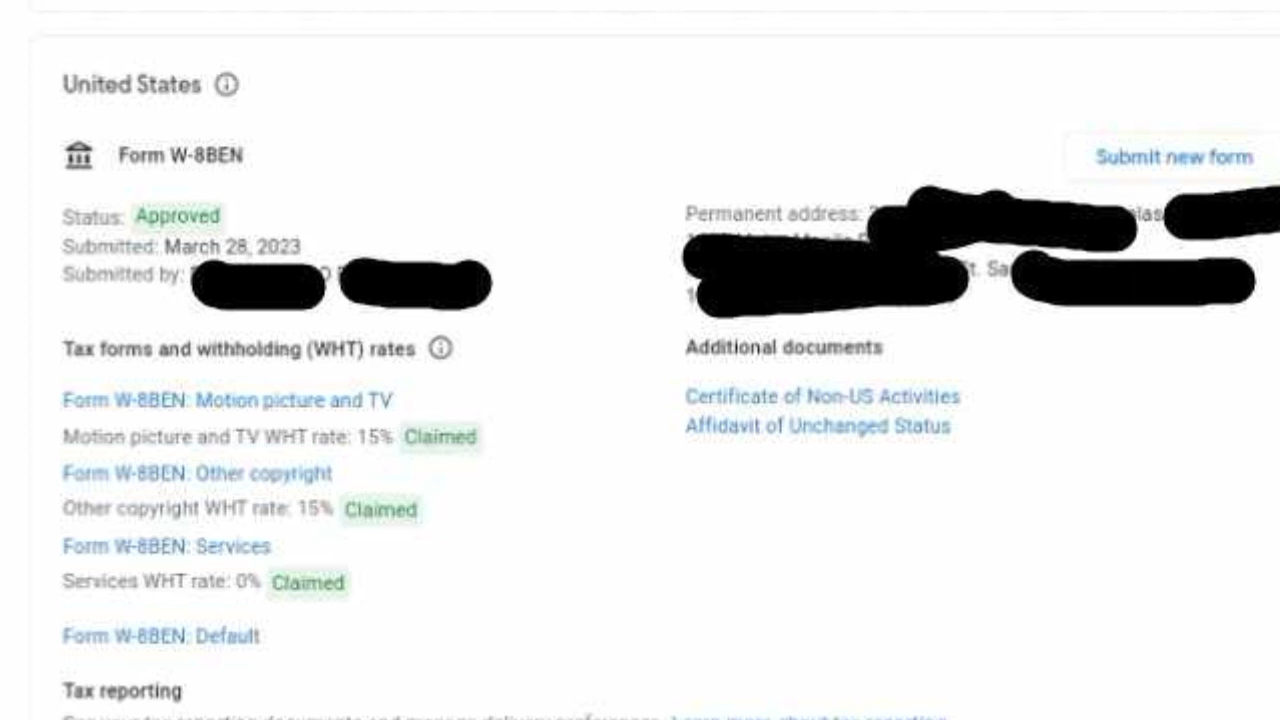 United States
Form W-8BEN
Submit new form
Status: Approved
Submitted: March 28, 2023
Submitted by:
Permanent address:
Tax forms and withholding (WHT) rates
Form W-8BEN: Motion picture and TV
Motion picture and TV WHT rate: 15% Claimed
Form W-8BEN: Other copyright
Other copyright WHT rate: 15% Claimed
Form W-8BEN: Services
Services WHT rate: 0% Claimed
Form W-8BEN: Default
Additional documents
Certificate of Non-US Activities
Affidavit of Unchanged Status
Tax reporting